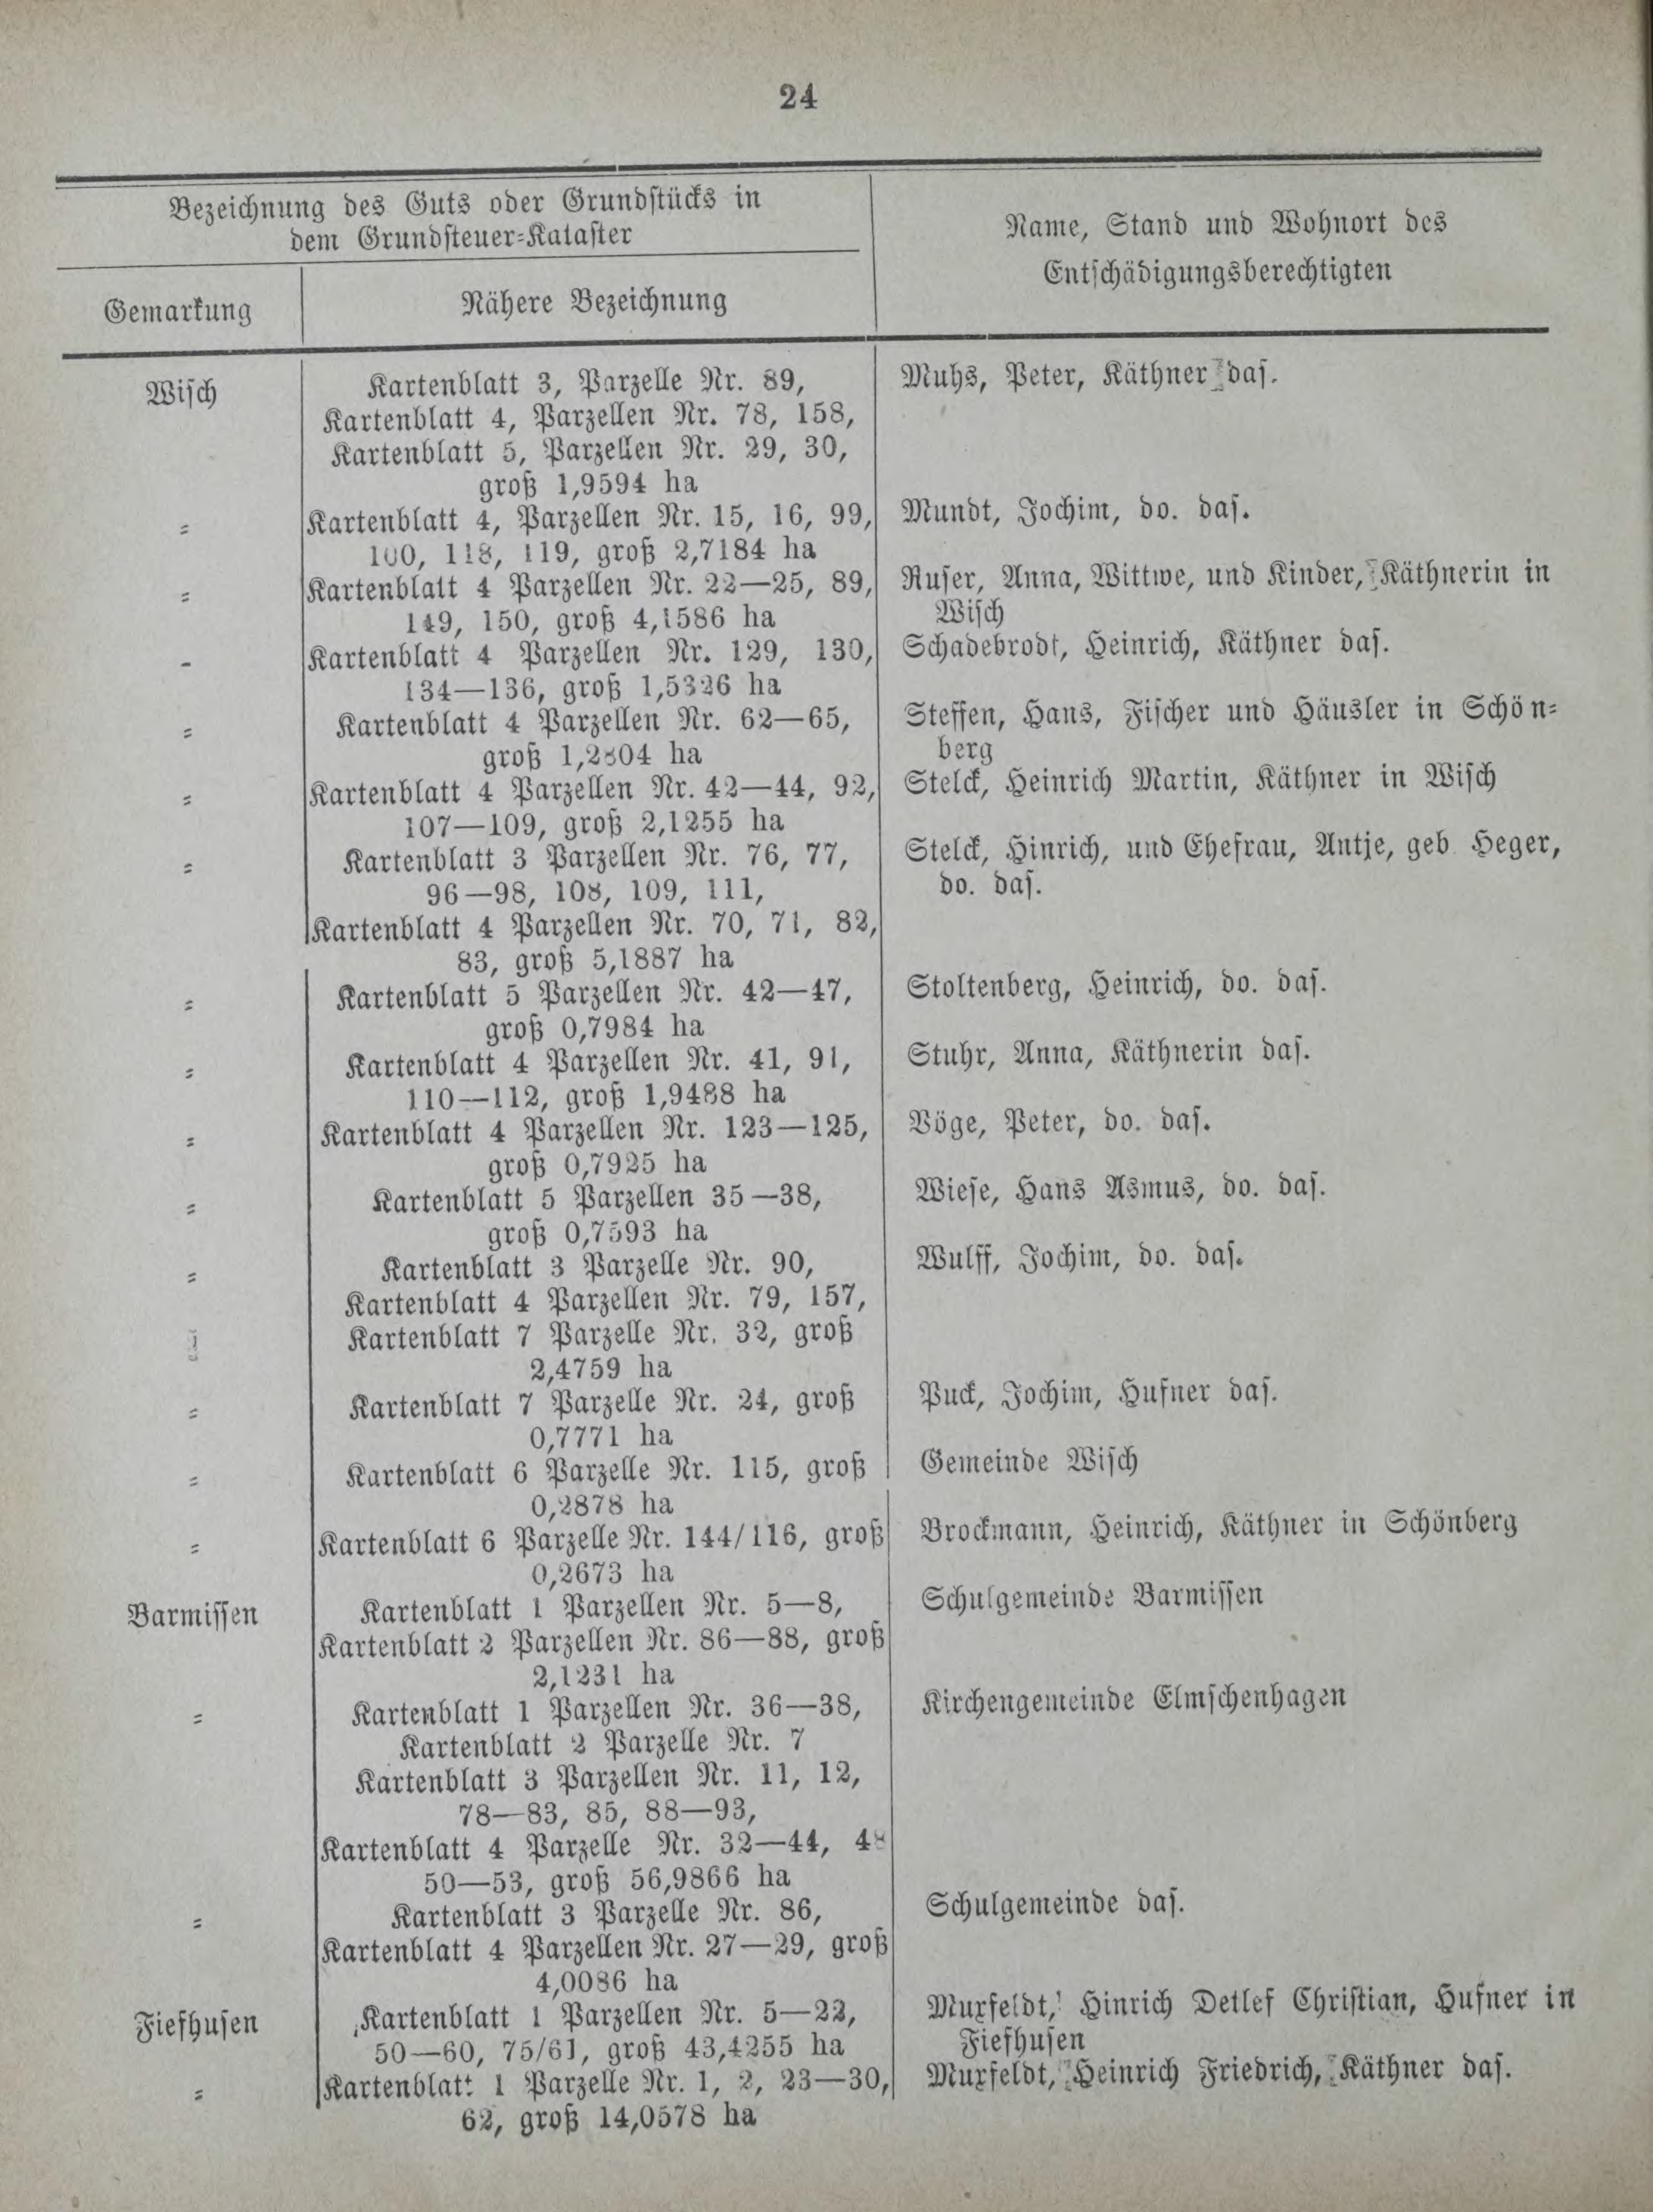 24
Bezeichnung des Guts oder Grundstücks in
dem Grundsteuer-Kataster
Name, Stand und Wohnort des
Entschädigungsberechtigten
Gemarkung
Nähere Bezeichnung
Wisch Kartenblatt 3, Parzelle Nr. 89, Muhs, Peter, Käthner das.
Kartenblatt 4, Parzellen Nr. 78, 158,
Kartenblatt 5, Parzellen Nr. 29, 30,
groß 1,9594 ha
= Kartenblatt 4, Parzellen Nr. 15, 16, 99, Mundt, Jochim, do. das.
100, 118, 119, groß 2,7184 ha
= Kartenblatt 4 Parzellen Nr. 22—25, 89, Ruser, Anna, Wittwe, und Kinder, Käthnerin in
149, 150, groß 4,1586 ha Wisch
- Kartenblatt 4 Parzellen Nr. 129, 130, Schadebrodt, Heinrich, Käthner das.
134—136, groß 1,5326 ha
= Kartenblatt 4 Parzellen Nr. 62—65, Steffen, Hans, Fischer und Häusler in Schön-
groß 1,2804 ha berg
= Kartenblatt 4 Parzellen Nr. 42—44, 92, Stelck, Heinrich Martin, Käthner in Wisch
107—109, groß 2,1255 ha
= Kartenblatt 3 Parzellen Nr. 76, 77, Stelck, Hinrich, und Ehefrau, Antje, geb. Heger,
96—98, 108, 109, 111, do. das.
Kartenblatt 4 Parzellen Nr. 70, 71, 82,
83, groß 5,1887 ha
= Kartenblatt 5 Parzellen Nr. 42—47, Stoltenberg, Heinrich, do. das.
groß 0,7984 ha
= Kartenblatt 4 Parzellen Nr. 41, 91, Stuhr, Anna, Käthnerin das.
110—112, groß 1,9488 ha
= Kartenblatt 4 Parzellen Nr. 123—125, Vöge, Peter, do. das.
groß 0,7925 ha
= Kartenblatt 5 Parzellen 35—38, Wiese, Hans Asmus, do. das.
groß 0,7593 ha
= Kartenblatt 3 Parzelle Nr. 90, Wulff, Jochim, do. das.
Kartenblatt 4 Parzellen Nr. 79, 157,
Kartenblatt 7 Parzelle Nr. 32, groß
2,4759 ha
= Kartenblatt 7 Parzelle Nr. 24, groß Puck, Jochim, Hufner das.
0,7771 ha
= Kartenblatt 6 Parzelle Nr. 115, groß Gemeinde Wisch
0,2878 ha
= Kartenblatt 6 Parzelle Nr. 144/116, groß Brockmann, Heinrich, Käthner in Schönberg
0,2673 ha
Barmissen Kartenblatt 1 Parzellen Nr. 5—8, Schulgemeinde Barmissen
Kartenblatt 2 Parzellen Nr. 86—88, groß
2,1231 ha
= Kartenblatt 1 Parzellen Nr. 36—38, Kirchengemeinde Elmschenhagen
Kartenblatt 2 Parzelle Nr. 7
Kartenblatt 3 Parzellen Nr. 11, 12,
78—83, 85, 88—93,
Kartenblatt 4 Parzelle Nr. 32—44, 48
50—53, groß 56,9866 ha
= Kartenblatt 3 Parzelle Nr. 86, Schulgemeinde das.
Kartenblatt 4 Parzellen Nr. 27—29, groß
4,0086 ha
Fiefhusen Kartenblatt 1 Parzellen Nr. 5—22, Murfeldt, Hinrich Detlef Christian, Hufner in
50—60, 75/61, groß 43,4255 ha Fiefhusen
= Kartenblatt 1 Parzelle Nr. 1, 2, 23—30, Murfeldt, Heinrich Friedrich, Käthner das.
62, groß 14,0578 ha